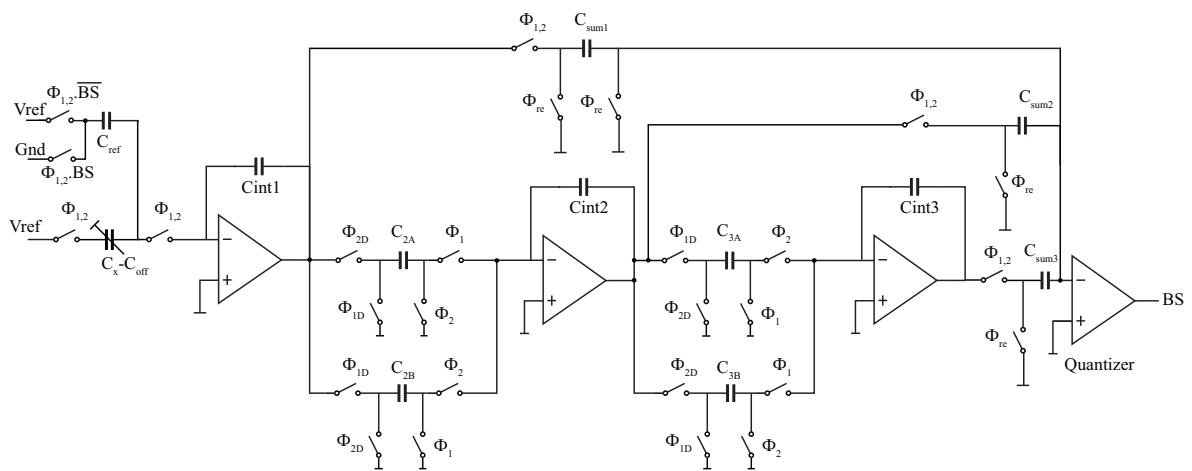 Φ1,2
Csum1
Φre
Φre
Φ1,2.B̅S̅
Vref
Cref
Gnd
Φ1,2.BS
Φ1,2
Csum2
Φre
Cint1
Cint2
Cint3
Vref
Φ1,2
Cx-Coff
Φ1,2
−
+
Φ2D
C2A
Φ1
Φ1D
Φ2
−
+
Φ1D
C3A
Φ2
Φ2D
Φ1
−
+
Φ1,2
Csum3
Φre
−
+
BS
Quantizer
Φ1D
C2B
Φ2
Φ2D
Φ1
Φ2D
C3B
Φ1
Φ1D
Φ2